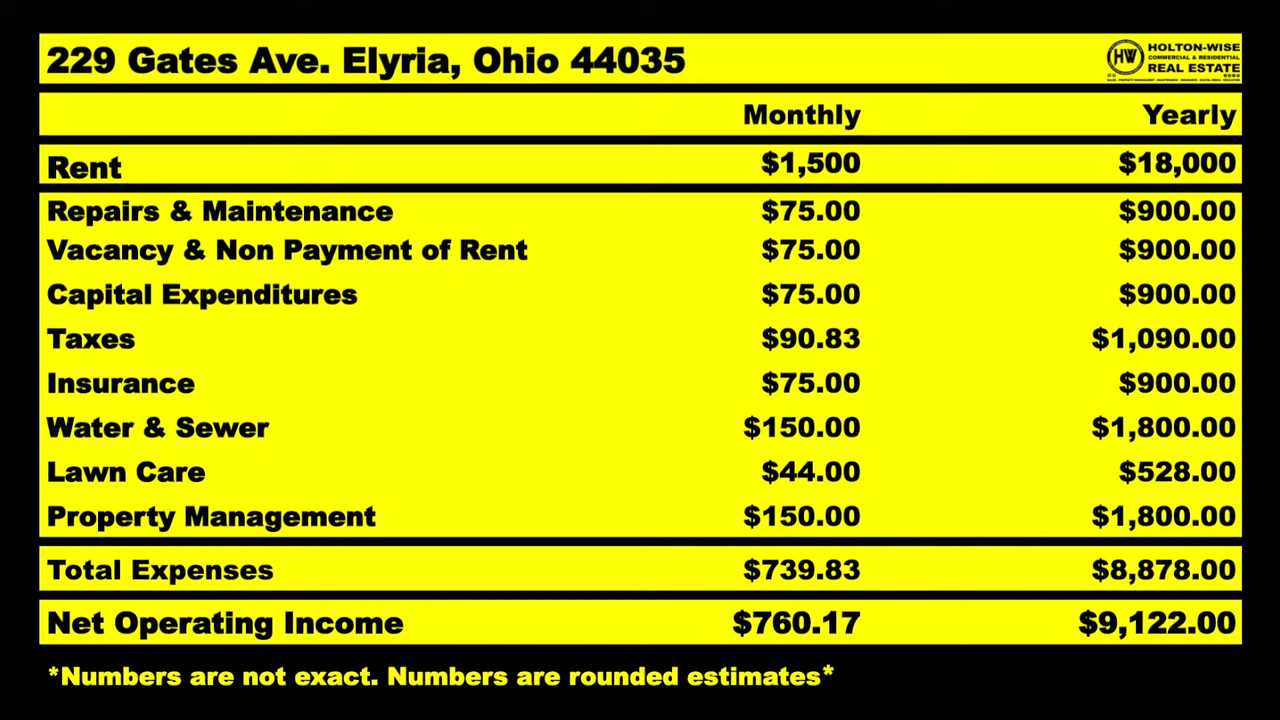 229 Gates Ave. Elyria, Ohio 44035
HW
HOLTON-WISE
COMMERCIAL & RESIDENTIAL
REAL ESTATE
Monthly Yearly
Rent $1,500 $18,000
Repairs & Maintenance $75.00 $900.00
Vacancy & Non Payment of Rent $75.00 $900.00
Capital Expenditures $75.00 $900.00
Taxes $90.83 $1,090.00
Insurance $75.00 $900.00
Water & Sewer $150.00 $1,800.00
Lawn Care $44.00 $528.00
Property Management $150.00 $1,800.00
Total Expenses $739.83 $8,878.00
Net Operating Income $760.17 $9,122.00
*Numbers are not exact. Numbers are rounded estimates*